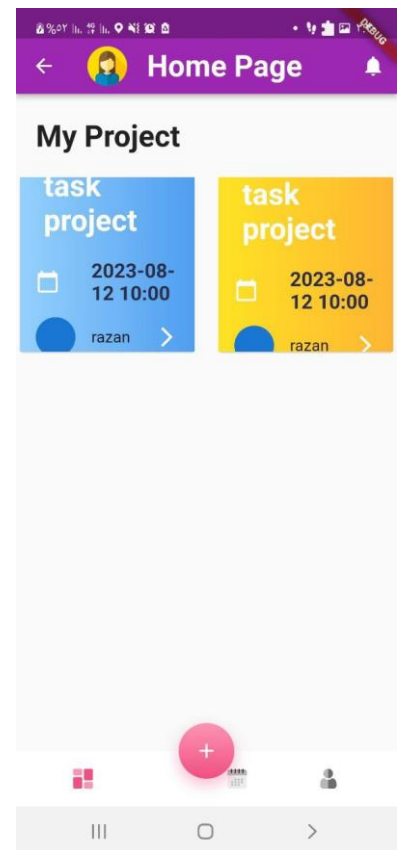 %٥٢
DEBUG
Home Page
My Project
task
project
2023-08-
12 10:00
razan
task
project
2023-08-
12 10:00
razan